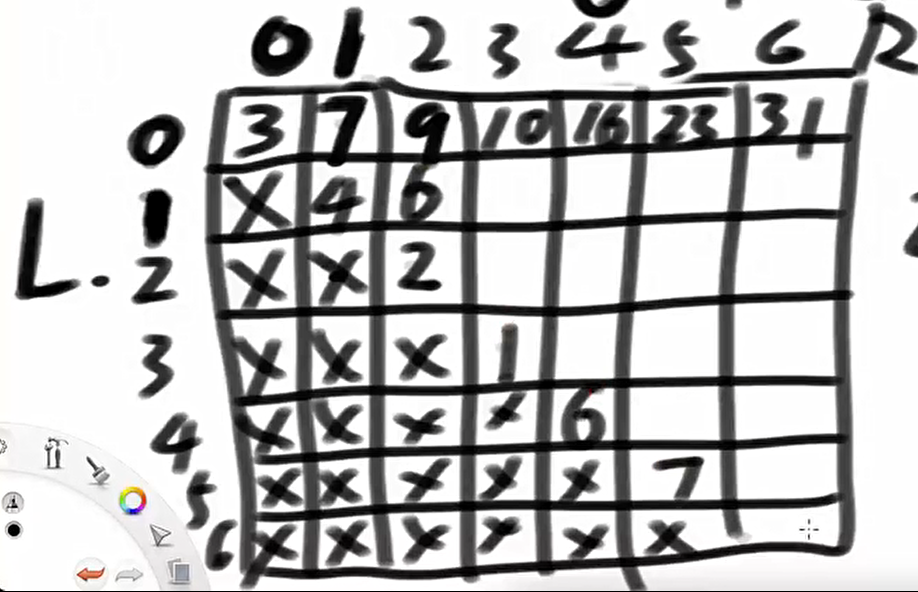 0 1 2 3 4 5 6 R
0 3 7 9 10 16 23 31
1 X 4 6
L. 2 X X 2
3 X X X 1
4 X X X X 6
5 X X X X X 7
6 X X X X X X